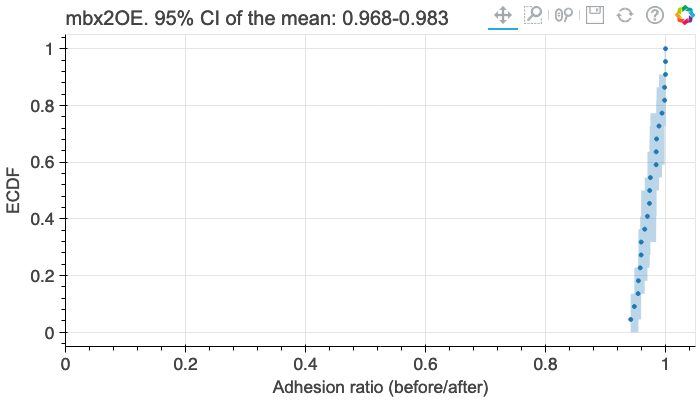 mbx2OE. 95% CI of the mean: 0.968-0.983
1
0.8
0.6
0.4
0.2
0
ECDF
0 0.2 0.4 0.6 0.8 1
Adhesion ratio (before/after)